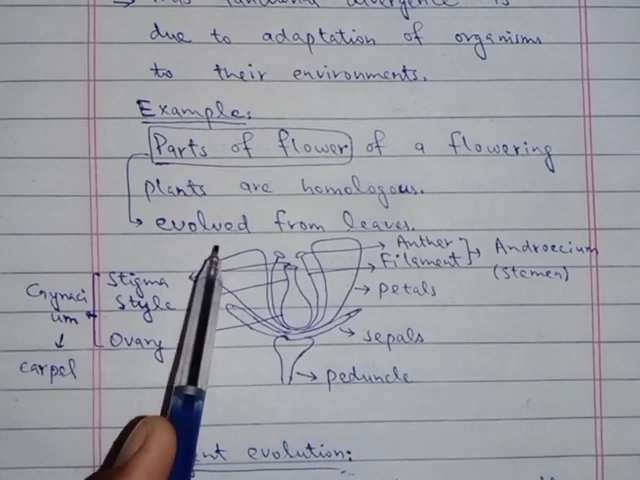 due to adaptation of organisms
to their environments.
Example:
Parts of flower of a flowering
plants are homologous.
evolved from leaves.
Anther
Filament
Androecium
(Stemen)
Stigma
Style
Gynaci
um
Ovary
carpel
petals
sepals
peduncle
evolution: